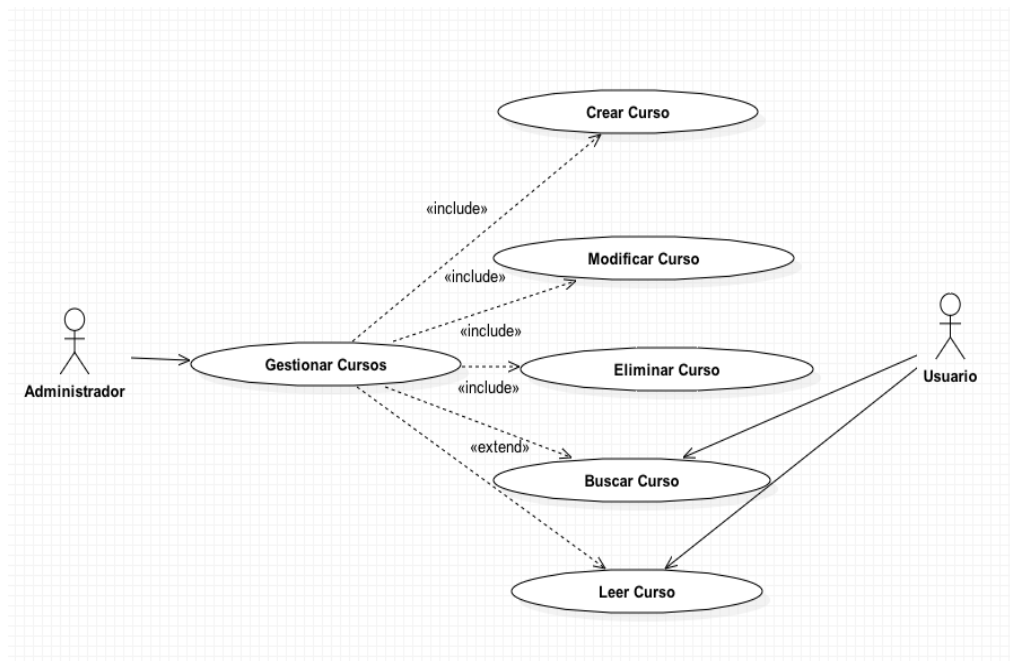 Crear Curso
«include»
Modificar Curso
«include»
«include»
Gestionar Cursos
Eliminar Curso
Administrador
Usuario
«include»
«extend»
Buscar Curso
Leer Curso